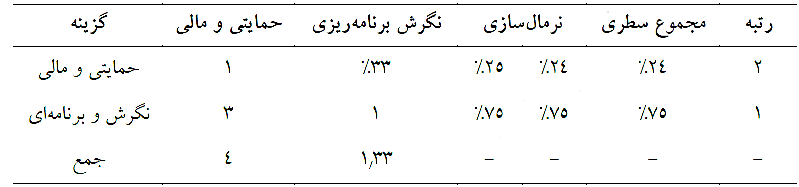 گزینه حمایتی و مالی نگرش برنامه‌ریزی نرمال‌سازی مجموع سطری رتبه
حمایتی و مالی ۱ ٪۳۳ ٪۲۵ ٪۲۴ ٪۲۴ ۲
نگرش و برنامه‌ای ۳ ۱ ٪۷۵ ٪۷۵ ٪۷۵ ۱
جمع ۴ ۱٫۳۳ – – – –